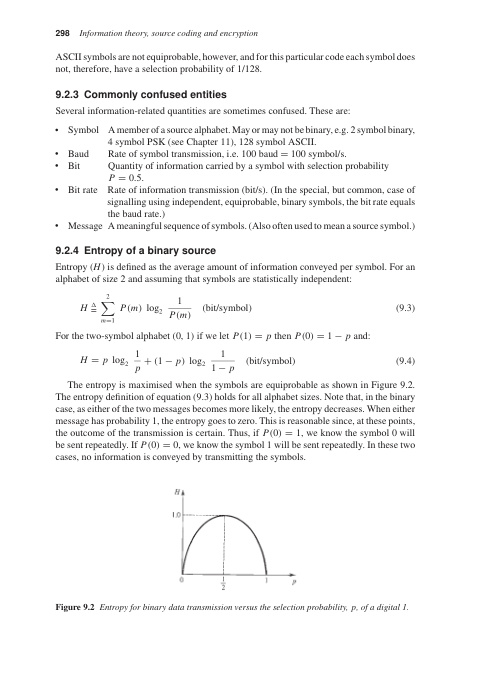 298 Information theory, source coding and encryption
ASCII symbols are not equiprobable, however, and for this particular code each symbol does
not, therefore, have a selection probability of 1/128.
9.2.3 Commonly confused entities
Several information-related quantities are sometimes confused. These are:
• Symbol A member of a source alphabet. May or may not be binary, e.g. 2 symbol binary,
4 symbol PSK (see Chapter 11), 128 symbol ASCII.
• Baud Rate of symbol transmission, i.e. 100 baud = 100 symbol/s.
• Bit Quantity of information carried by a symbol with selection probability
P = 0.5.
• Bit rate Rate of information transmission (bit/s). (In the special, but common, case of
signalling using independent, equiprobable, binary symbols, the bit rate equals
the baud rate.)
• Message A meaningful sequence of symbols. (Also often used to mean a source symbol.)
9.2.4 Entropy of a binary source
Entropy (H) is defined as the average amount of information conveyed per symbol. For an
alphabet of size 2 and assuming that symbols are statistically independent:
H ≜ ∑_{m=1}^{2} P(m) log₂ 1/P(m) (bit/symbol) (9.3)
For the two-symbol alphabet (0, 1) if we let P(1) = p then P(0) = 1 − p and:
H = p log₂ 1/p + (1 − p) log₂ 1/(1 − p) (bit/symbol) (9.4)
The entropy is maximised when the symbols are equiprobable as shown in Figure 9.2.
The entropy definition of equation (9.3) holds for all alphabet sizes. Note that, in the binary
case, as either of the two messages becomes more likely, the entropy decreases. When either
message has probability 1, the entropy goes to zero. This is reasonable since, at these points,
the outcome of the transmission is certain. Thus, if P(0) = 1, we know the symbol 0 will
be sent repeatedly. If P(0) = 0, we know the symbol 1 will be sent repeatedly. In these two
cases, no information is conveyed by transmitting the symbols.
H
1.0
0 1/2 1 p
Figure 9.2 Entropy for binary data transmission versus the selection probability, p, of a digital 1.